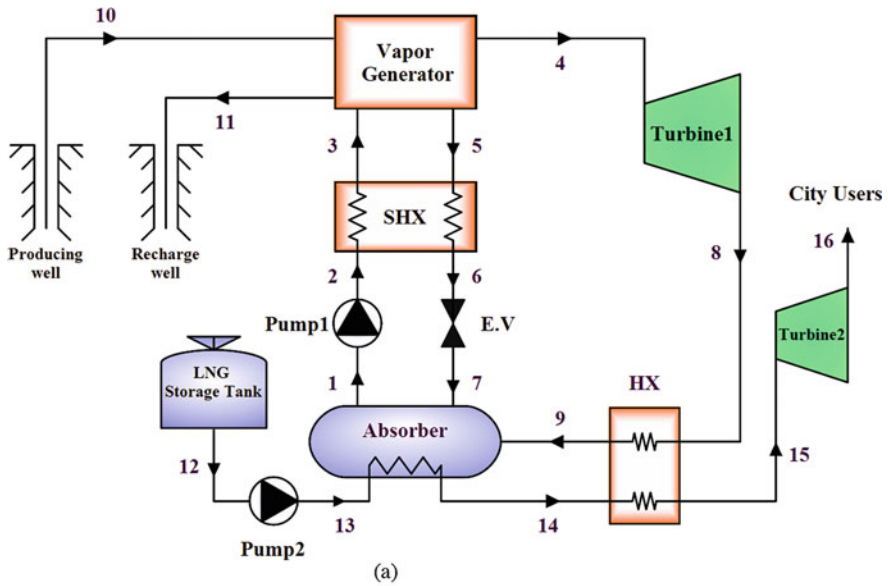 10
Vapor
Generator
4
11
Turbine1
3
5
City Users
SHX
16
Producing
well
Recharge
well
8
2
6
Pump1
E.V
Turbine2
LNG
Storage Tank
1
7
HX
Absorber
9
15
12
13
14
Pump2
(a)